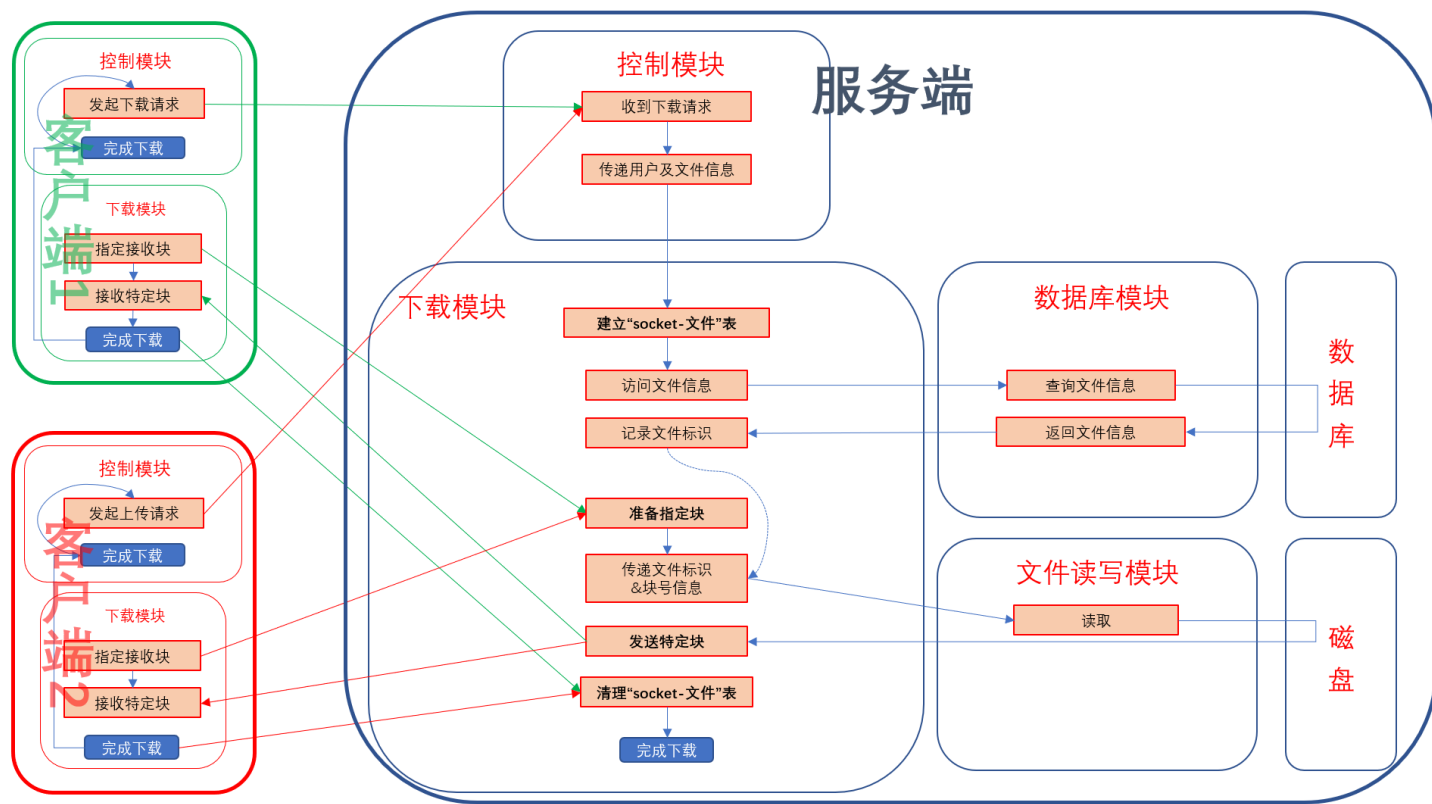 客户端1
控制模块
发起下载请求
完成下载
下载模块
指定接收块
接收特定块
完成下载
客户端2
控制模块
发起上传请求
完成下载
下载模块
指定接收块
接收特定块
完成下载
服务端
控制模块
收到下载请求
传递用户及文件信息
下载模块
建立“socket-文件”表
访问文件信息
记录文件标识
准备指定块
传递文件标识
&块号信息
发送特定块
清理“socket-文件”表
完成下载
数据库模块
查询文件信息
返回文件信息
数据库
文件读写模块
读取
磁盘